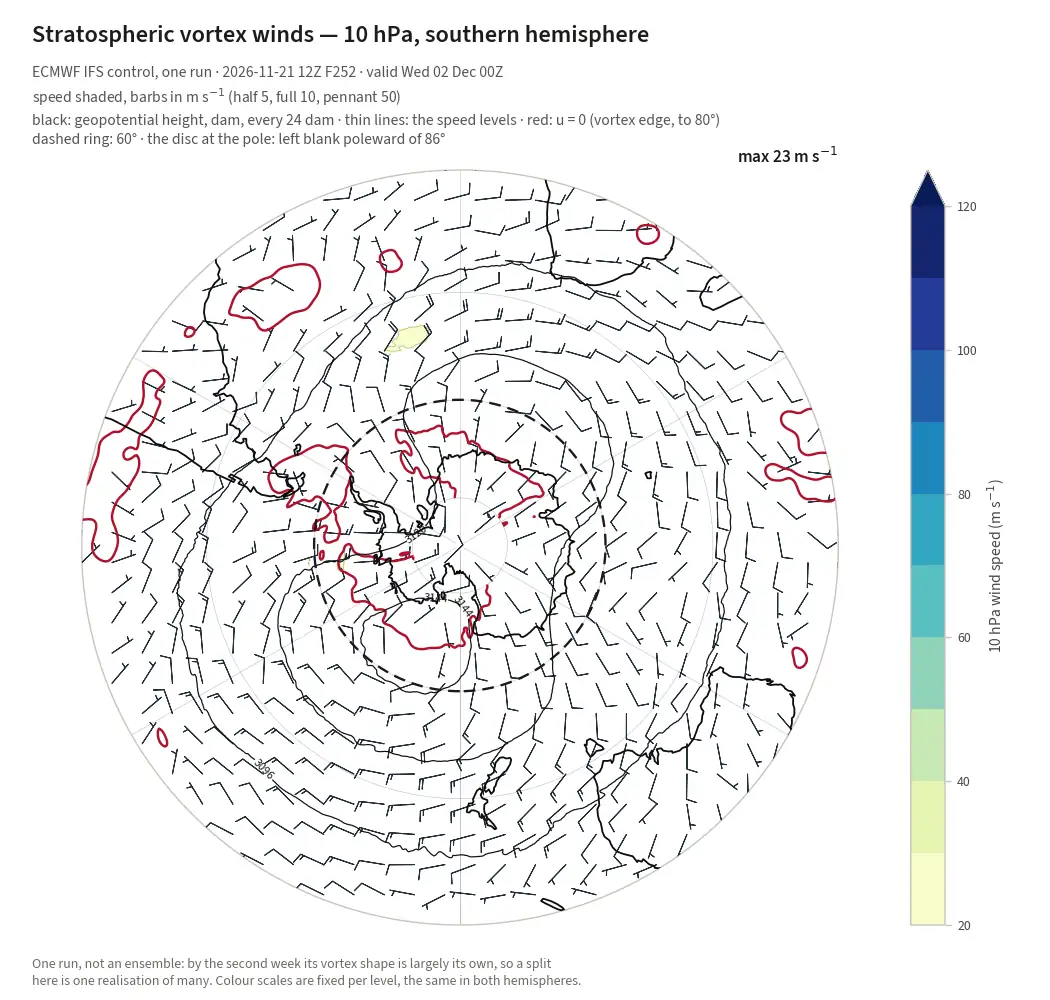 Stratospheric vortex winds — 10 hPa, southern hemisphere
ECMWF IFS control, one run · 2026-11-21 12Z F252 · valid Wed 02 Dec 00Z
speed shaded, barbs in m s⁻¹ (half 5, full 10, pennant 50)
black: geopotential height, dam, every 24 dam · thin lines: the speed levels · red: u = 0 (vortex edge, to 80°)
dashed ring: 60° · the disc at the pole: left blank poleward of 86°
max 23 m s⁻¹
120
100
80
60
40
20
10 hPa wind speed (m s⁻¹)
3144
3096
One run, not an ensemble: by the second week its vortex shape is largely its own, so a split
here is one realisation of many. Colour scales are fixed per level, the same in both hemispheres.